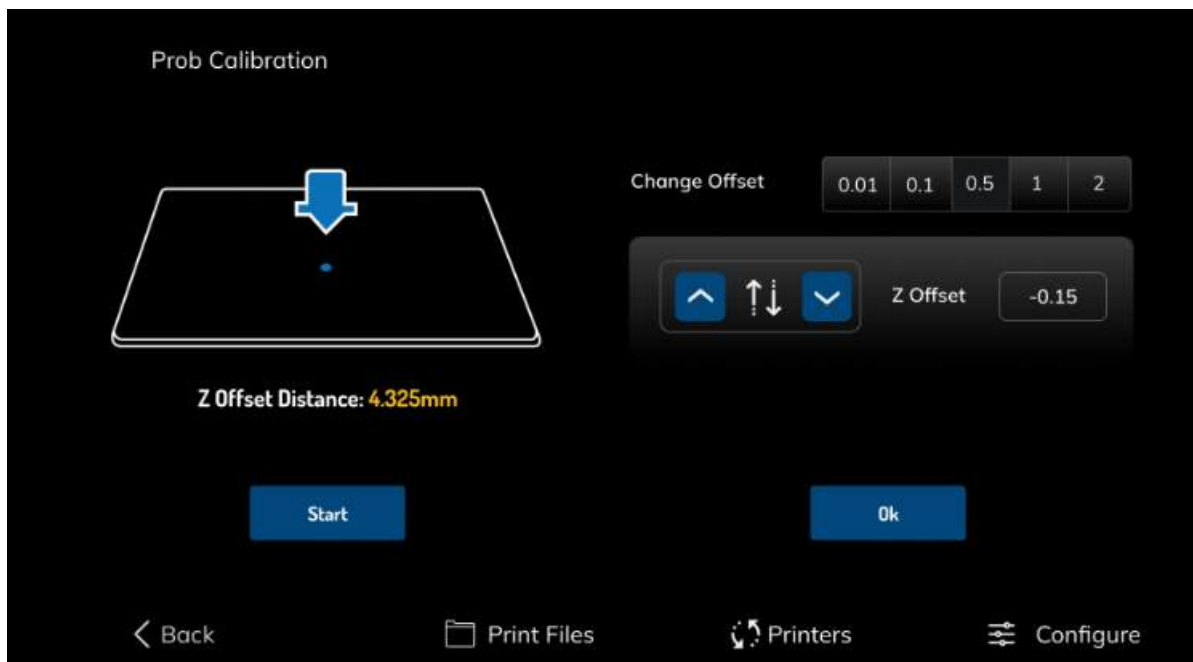 Prob Calibration
Change Offset
0.01 0.1 0.5 1 2
Z Offset
-0.15
Z Offset Distance: 4.325mm
Start
Ok
Back
Print Files
Printers
Configure